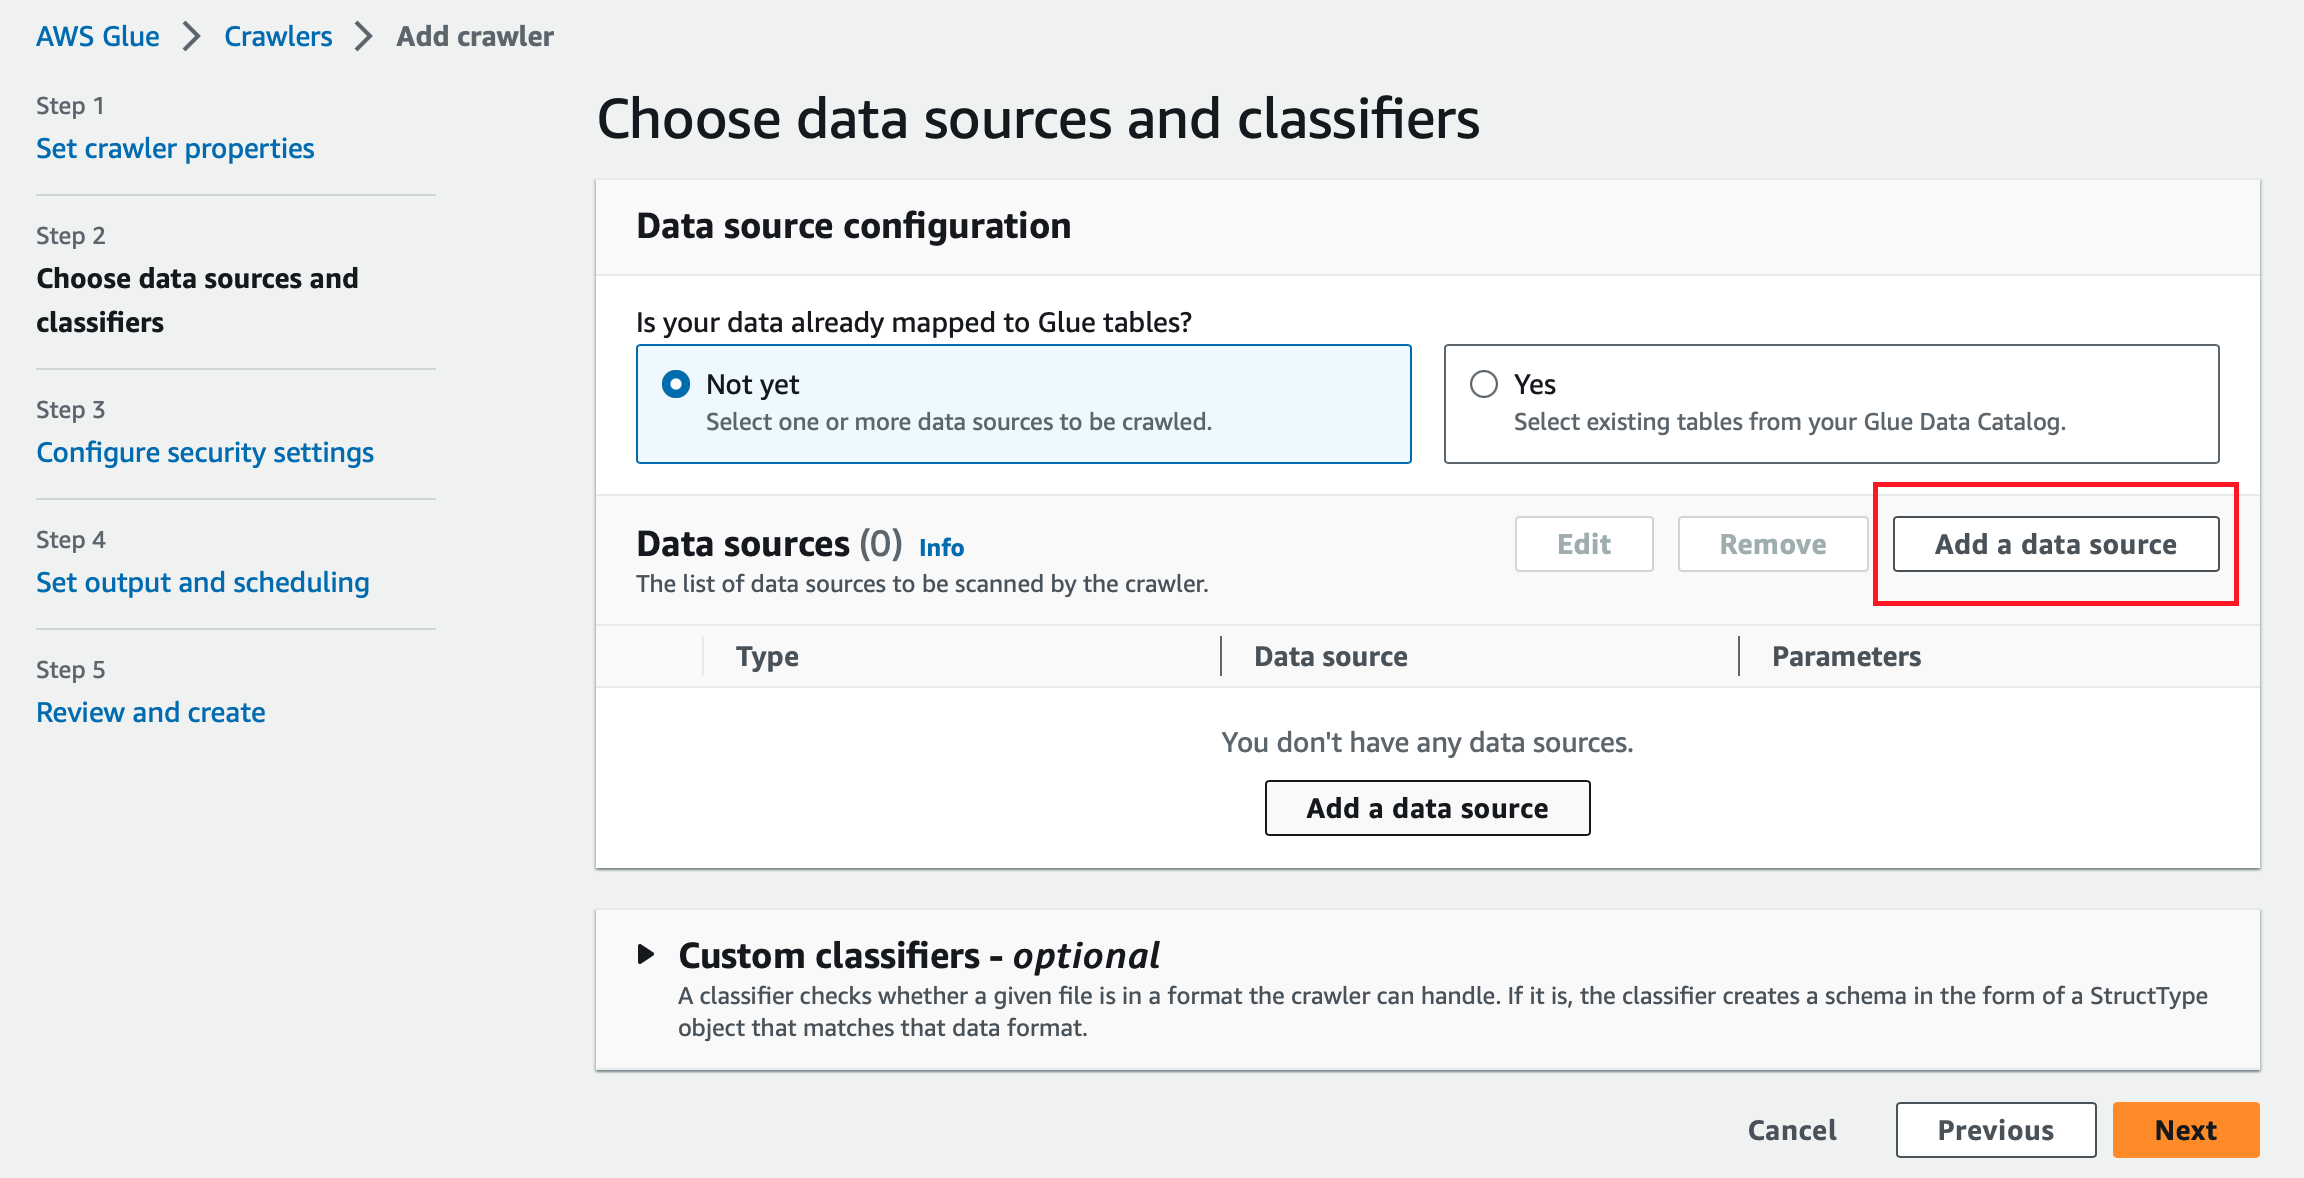 AWS Glue > Crawlers > Add crawler
Step 1
Set crawler properties
Step 2
Choose data sources and
classifiers
Step 3
Configure security settings
Step 4
Set output and scheduling
Step 5
Review and create
Choose data sources and classifiers
Data source configuration
Is your data already mapped to Glue tables?
Not yet
Select one or more data sources to be crawled.
Yes
Select existing tables from your Glue Data Catalog.
Data sources (0) Info
The list of data sources to be scanned by the crawler.
Edit Remove Add a data source
Type Data source Parameters
You don't have any data sources.
Add a data source
Custom classifiers - optional
A classifier checks whether a given file is in a format the crawler can handle. If it is, the classifier creates a schema in the form of a StructType
object that matches that data format.
Cancel Previous Next